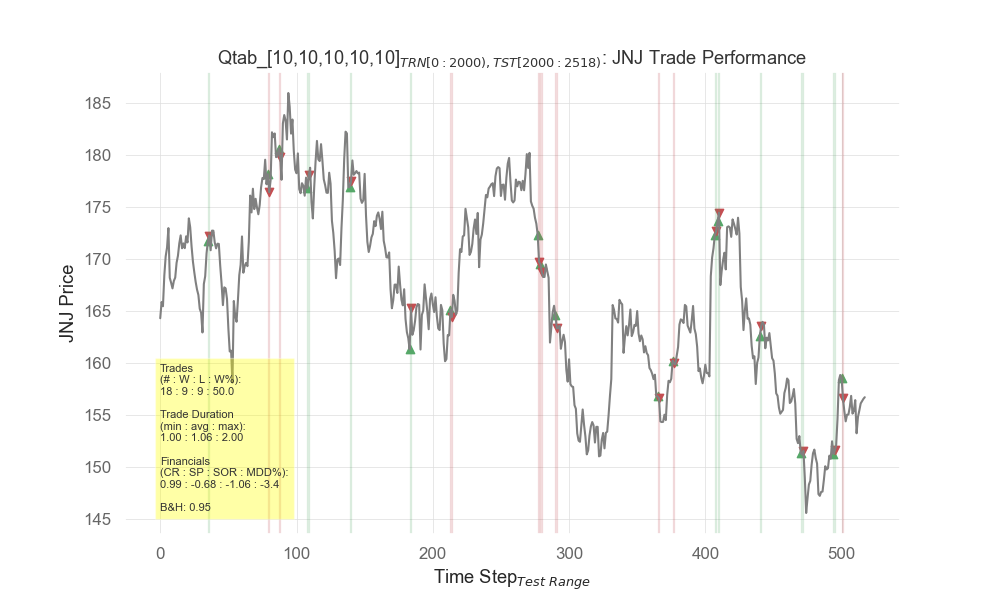 Qtab_[10,10,10,10,10]TRN[0 : 2000), TST[2000 : 2518) : JNJ Trade Performance
JNJ Price
185
180
175
170
165
160
155
150
145
Trades
(# : W : L : W%):
18 : 9 : 9 : 50.0
Trade Duration
(min : avg : max):
1.00 : 1.06 : 2.00
Financials
(CR : SP : SOR : MDD%):
0.99 : -0.68 : -1.06 : -3.4
B&H: 0.95
0 100 200 300 400 500
Time Step Test Range